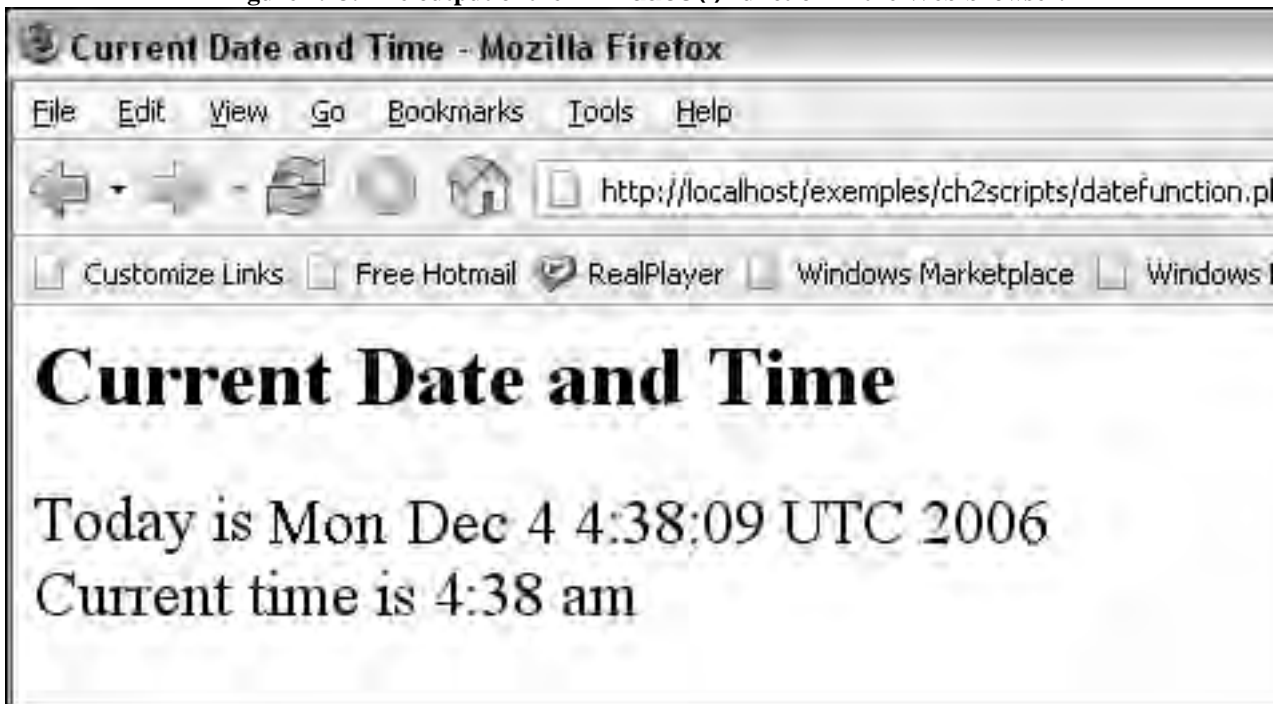 Current Date and Time - Mozilla Firefox
File Edit View Go Bookmarks Tools Help
http://localhost/exemples/ch2scripts/datefunction.p
Customize Links Free Hotmail RealPlayer Windows Marketplace Windows
Current Date and Time
Today is Mon Dec 4 4:38:09 UTC 2006
Current time is 4:38 am